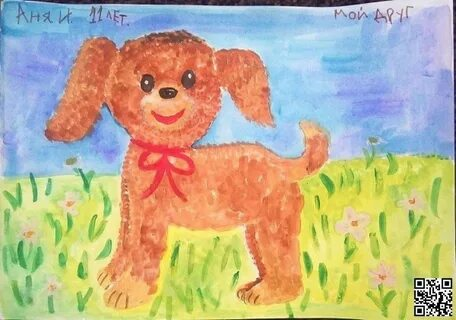 Аня И. 11 лет.
Мой друг